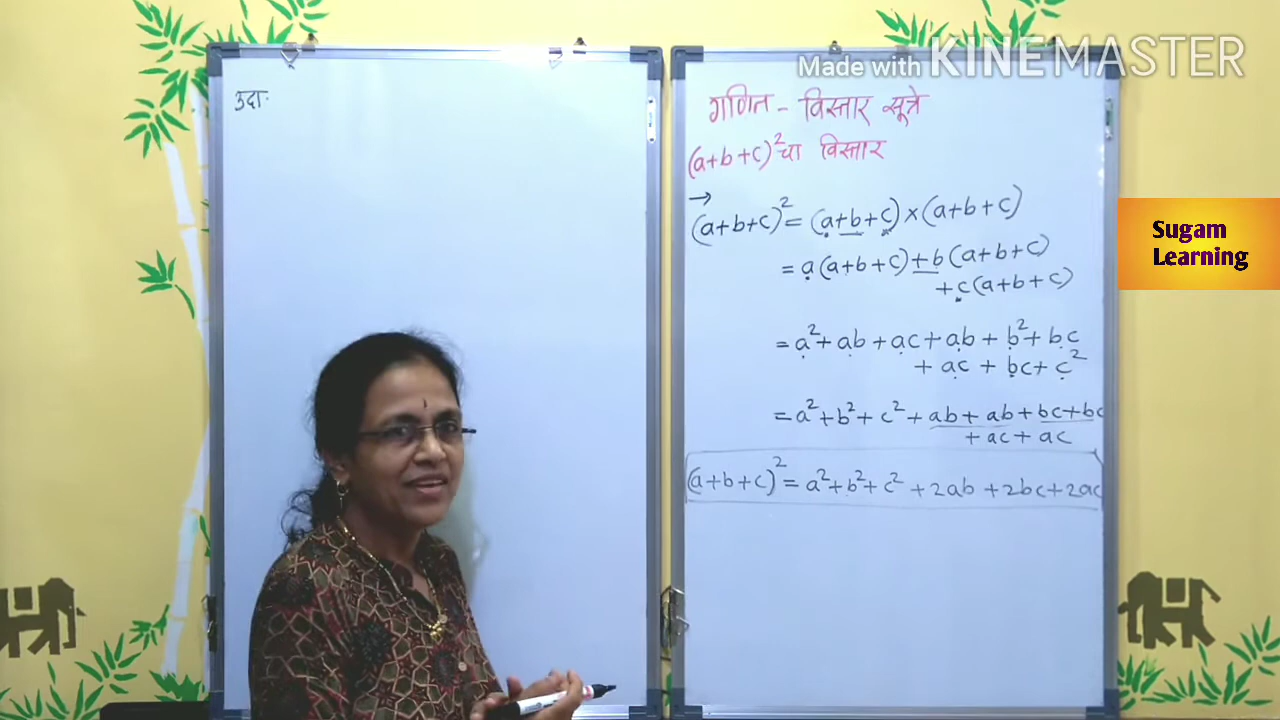 Made with KINEMASTER
उदा.
गणित - विस्तार सूत्रे
(a+b+c)² चा विस्तार
→
(a+b+c)² = (a+b+c)×(a+b+c)
= a(a+b+c)+b(a+b+c)
+c(a+b+c)
= a²+ab+ac+ab+b²+bc
+ac+bc+c²
= a²+b²+c²+ab+ab+bc+bc
+ac+ac
(a+b+c)² = a²+b²+c²+2ab+2bc+2ac
Sugam
Learning